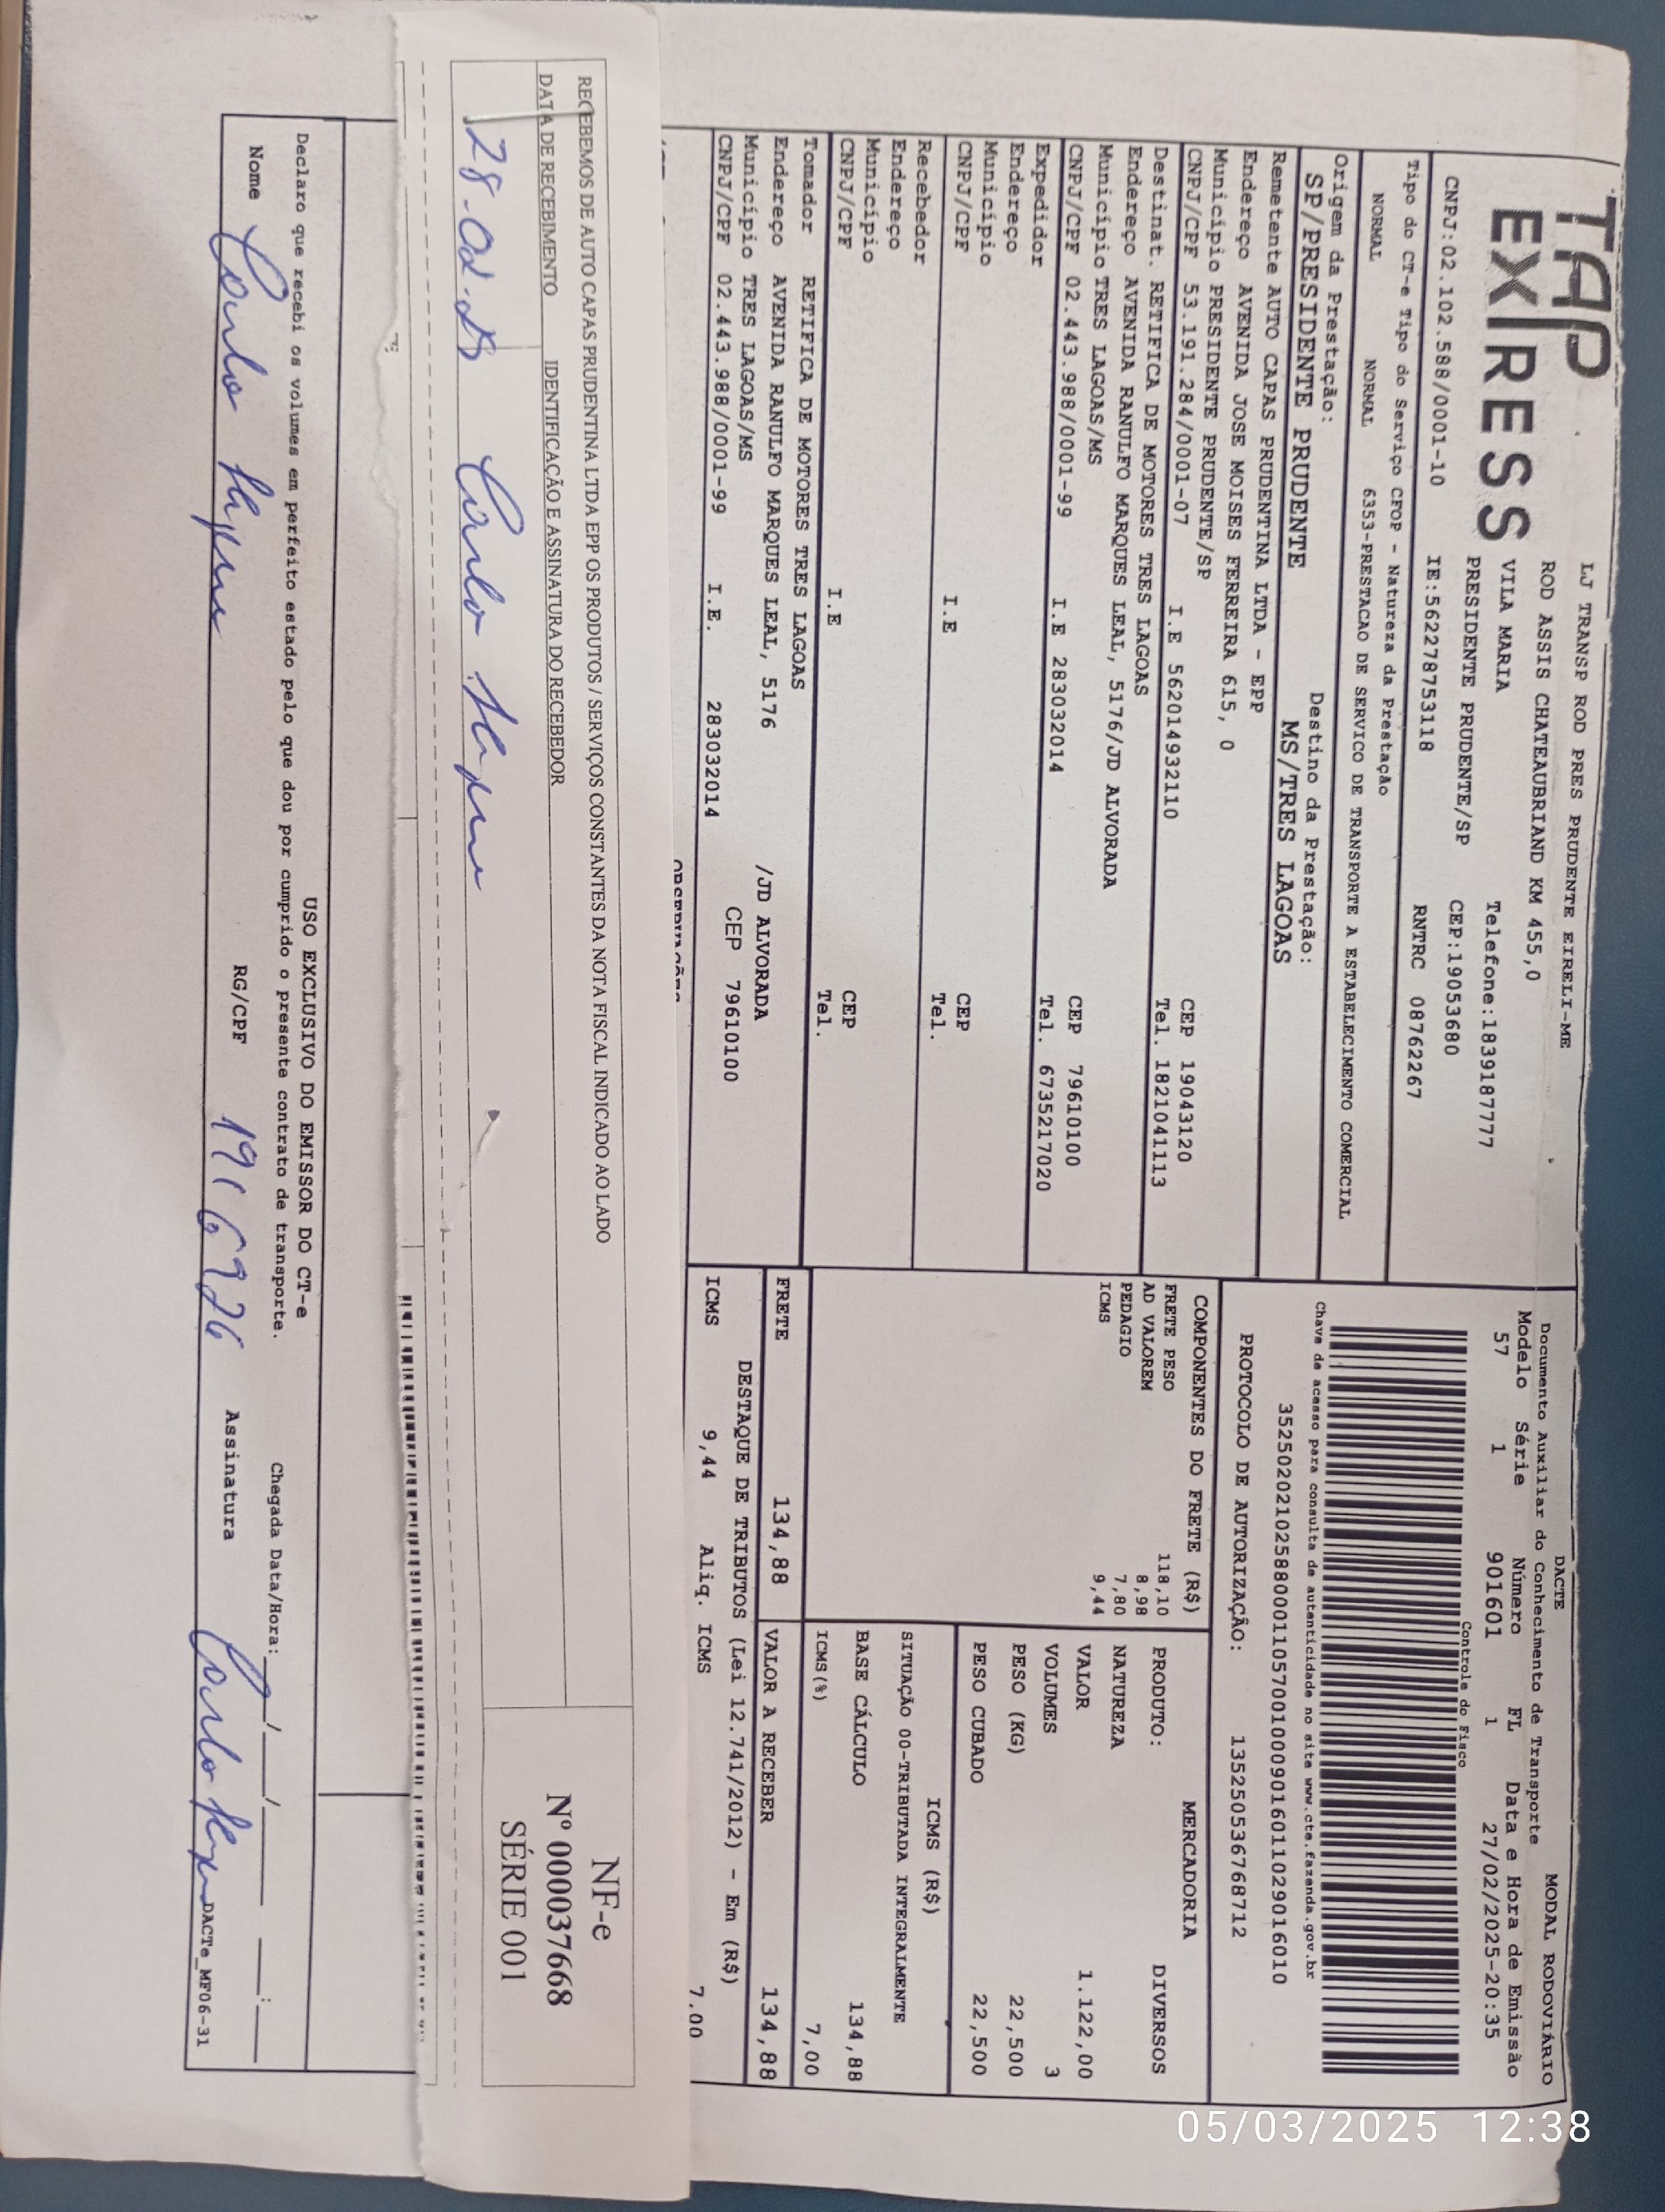 TAP
EXPRESS
LJ TRANSP ROD PRES PRUDENTE EIRELI-ME
ROD ASSIS CHATEAUBRIAND KM 455,0
VILA MARIA Telefone:1839187777
PRESIDENTE PRUDENTE/SP CEP:19053680
CNPJ:02.102.588/0001-10 IE:562278753118 RNTRC 08762267
DACTE MODAL RODOVIÁRIO
Documento Auxiliar do Conhecimento de Transporte
Modelo Série Número FL Data e Hora de Emissão
57 1 901601 1 27/02/2025-20:35
Controle do Fisco
Chave de acesso para consulta de autenticidade no site www.cte.fazenda.gov.br
PROTOCOLO DE AUTORIZAÇÃO: 135250536768712
Tipo do CT-e Tipo do Serviço CFOP - Natureza da Prestação
NORMAL NORMAL 6353-PRESTACAO DE SERVICO DE TRANSPORTE A ESTABELECIMENTO COMERCIAL
Origem da Prestação: Destino da Prestação:
SP/PRESIDENTE PRUDENTE MS/TRES LAGOAS
Remetente AUTO CAPAS PRUDENTINA LTDA - EPP
Endereço AVENIDA JOSE MOISES FERREIRA 615, 0
Município PRESIDENTE PRUDENTE/SP CEP 19043120
CNPJ/CPF 53.191.284/0001-07 I.E 562014932110 Tel. 1821041113
Destinat. RETIFICA DE MOTORES TRES LAGOAS
Endereço AVENIDA RANULFO MARQUES LEAL, 5176/JD ALVORADA
Município TRES LAGOAS/MS CEP 79610100
CNPJ/CPF 02.443.988/0001-99 I.E 283032014 Tel. 6735217020
Expedidor
Endereço
Município CEP
CNPJ/CPF I.E Tel.
Recebedor
Endereço
Município CEP
CNPJ/CPF I.E Tel.
Tomador RETIFICA DE MOTORES TRES LAGOAS
Endereço AVENIDA RANULFO MARQUES LEAL, 5176 /JD ALVORADA
Município TRES LAGOAS/MS CEP 79610100
CNPJ/CPF 02.443.988/0001-99 I.E. 283032014
COMPONENTES DO FRETE (R$)
FRETE PESO 118,10
AD VALOREM 8,98
PEDAGIO 7,80
ICMS 9,44
MERCADORIA
PRODUTO: DIVERSOS
NATUREZA
VALOR 1.122,00
VOLUMES 3
PESO (KG) 22,500
PESO CUBADO 22,500
ICMS (R$)
SITUAÇÃO 00-TRIBUTADA INTEGRALMENTE
BASE CÁLCULO 134,88
ICMS(%) 7,00
FRETE 134,88 VALOR A RECEBER 134,88
DESTAQUE DE TRIBUTOS (Lei 12.741/2012) - Em (R$)
ICMS 9,44 Aliq. ICMS 7.00
RECEBEMOS DE AUTO CAPAS PRUDENTINA LTDA EPP OS PRODUTOS / SERVIÇOS CONSTANTES DA NOTA FISCAL INDICADO AO LADO
DATA DE RECEBIMENTO IDENTIFICAÇÃO E ASSINATURA DO RECEBEDOR
28-02-25 Carlo
NF-e
Nº 000037668
SÉRIE 001
USO EXCLUSIVO DO EMISSOR DO CT-e
Declaro que recebi os volumes em perfeito estado pelo que dou por cumprido o presente contrato de transporte.
Chegada Data/Hora: __/__/____ __:__
Nome Carlo RG/CPF 1916926 Assinatura Carlo
DACTe_MF06-31
05/03/2025 12:38